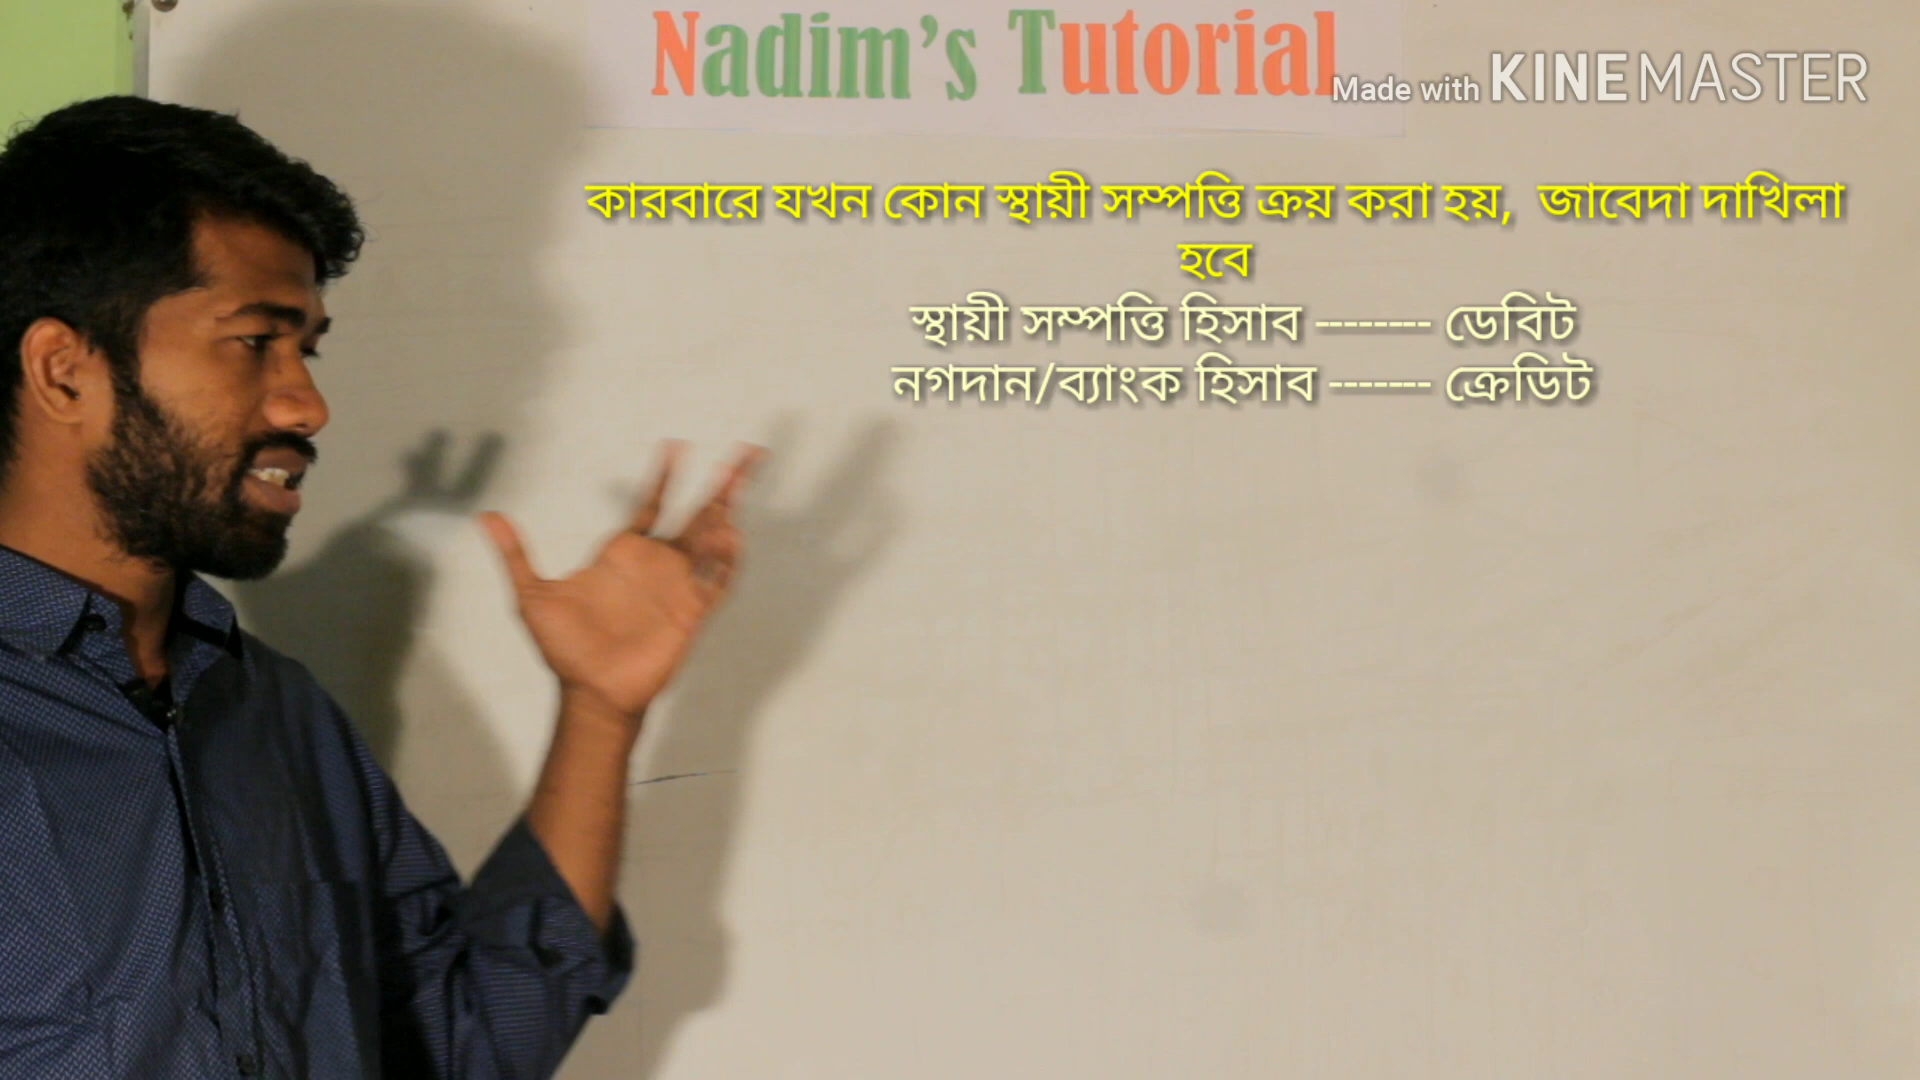 Nadim's Tutorial
Made with KINEMASTER
কারবারে যখন কোন স্থায়ী সম্পত্তি ক্রয় করা হয়, জাবেদা দাখিলা
হবে
স্থায়ী সম্পত্তি হিসাব -------- ডেবিট
নগদান/ব্যাংক হিসাব ------- ক্রেডিট